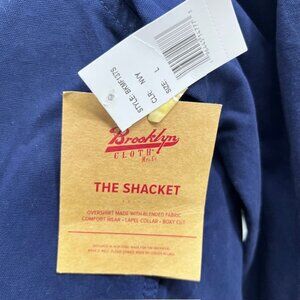 STYLE: BKMF1375
CLR: NVY
SIZE: L
Brooklyn
CLOTH
Mfg. Co.
THE SHACKET
OVERSHIRT MADE WITH BLENDED FABRIC
COMFORT WEAR • LAPEL COLLAR • BOXY CUT